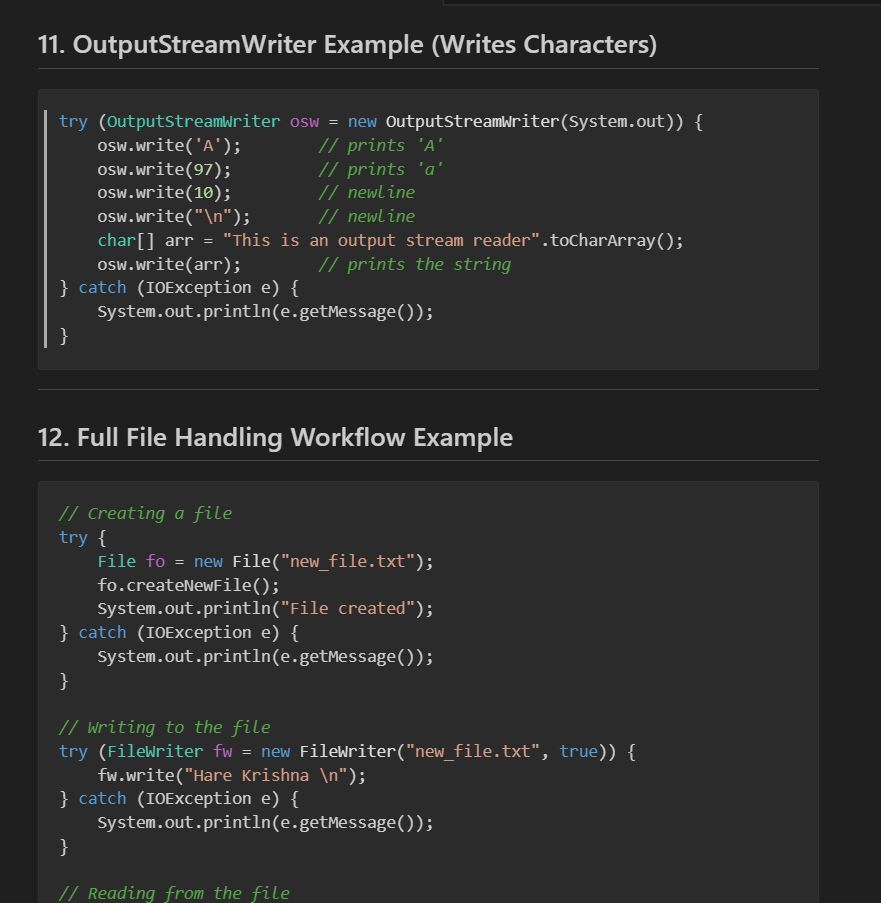 11. OutputStreamWriter Example (Writes Characters)
try (OutputStreamWriter osw = new OutputStreamWriter(System.out)) {
    osw.write('A');        // prints 'A'
    osw.write(97);         // prints 'a'
    osw.write(10);         // newline
    osw.write("\n");       // newline
    char[] arr = "This is an output stream reader".toCharArray();
    osw.write(arr);        // prints the string
} catch (IOException e) {
    System.out.println(e.getMessage());
}
12. Full File Handling Workflow Example
// Creating a file
try {
    File fo = new File("new_file.txt");
    fo.createNewFile();
    System.out.println("File created");
} catch (IOException e) {
    System.out.println(e.getMessage());
}
// Writing to the file
try (FileWriter fw = new FileWriter("new_file.txt", true)) {
    fw.write("Hare Krishna \n");
} catch (IOException e) {
    System.out.println(e.getMessage());
}
// Reading from the file